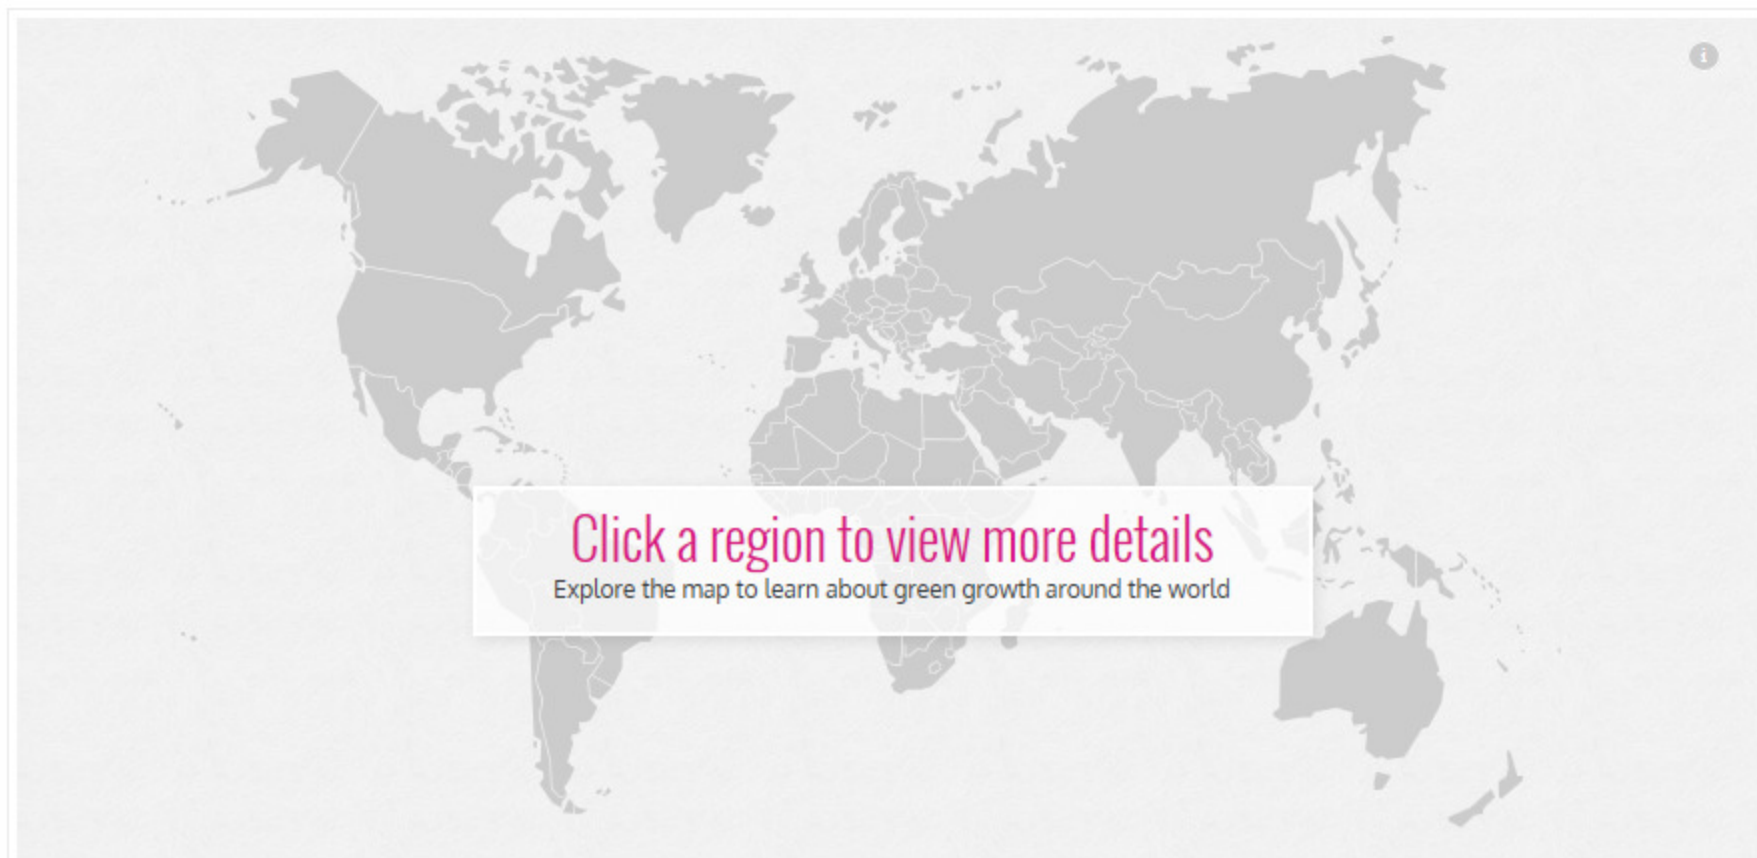 i
Click a region to view more details
Explore the map to learn about green growth around the world